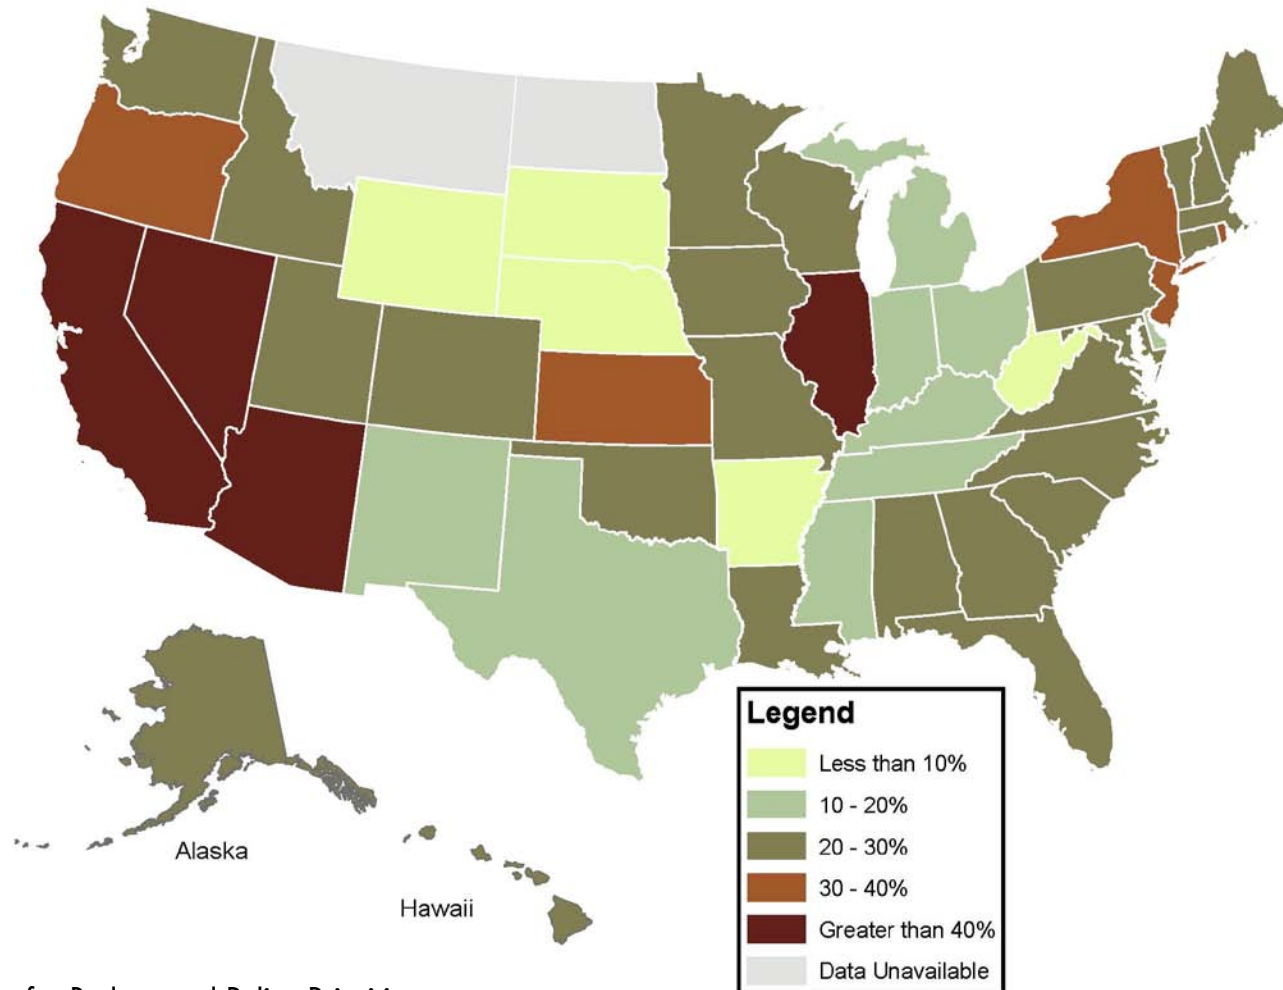 Alaska
Hawaii
Legend
Less than 10%
10 - 20%
20 - 30%
30 - 40%
Greater than 40%
Data Unavailable